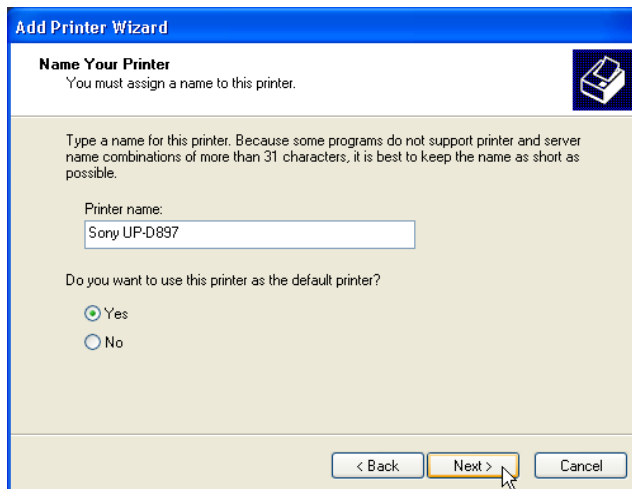 Add Printer Wizard
Name Your Printer
You must assign a name to this printer.
Type a name for this printer. Because some programs do not support printer and server
name combinations of more than 31 characters, it is best to keep the name as short as
possible.
Printer name:
Sony UP-D897
Do you want to use this printer as the default printer?
Yes
No
< Back Next > Cancel